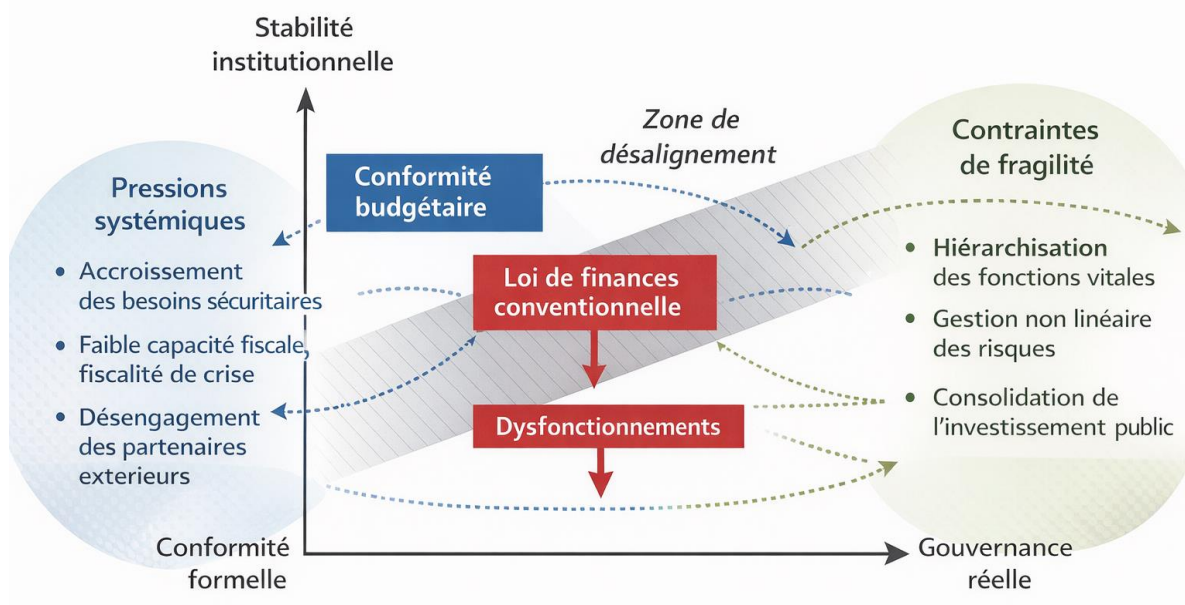 Stabilité
institutionnelle
Zone de
désalignement
Contraintes
de fragilité
Conformité
budgétaire
Pressions
systémiques
• Accroissement
des besoins sécuritaires
• Faible capacité fiscale,
fiscalité de crise
• Désengagement
des partenaires
exterieurs
Loi de finances
conventionnelle
Dysfonctionnements
• Hiérarchisation
des fonctions vitales
• Gestion non linéaire
des risques
• Consolidation de
l'investissement public
Conformité
formelle
Gouvernance
réelle